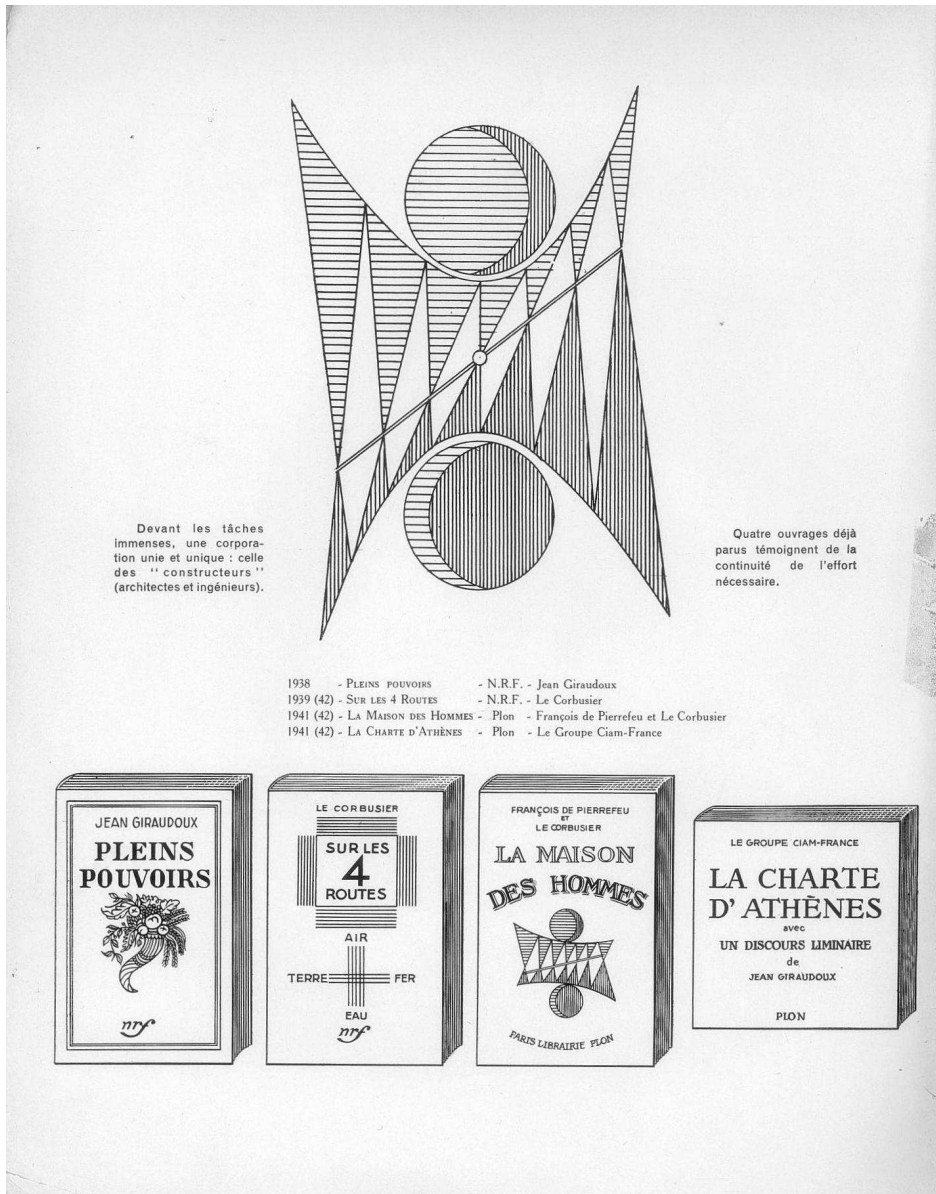 Devant les tâches
immenses, une corpora-
tion unie et unique : celle
des '' constructeurs ''
(architectes et ingénieurs).
Quatre ouvrages déjà
parus témoignent de la
continuité de l'effort
nécessaire.
1938 - PLEINS POUVOIRS - N.R.F. - Jean Giraudoux
1939 (42) - SUR LES 4 ROUTES - N.R.F. - Le Corbusier
1941 (42) - LA MAISON DES HOMMES - Plon - François de Pierrefeu et Le Corbusier
1941 (42) - LA CHARTE D'ATHÈNES - Plon - Le Groupe Ciam-France
JEAN GIRAUDOUX
PLEINS
POUVOIRS
nrf
LE CORBUSIER
SUR LES
4
ROUTES
AIR
TERRE FER
EAU
nrf
FRANÇOIS DE PIERREFEU
ET
LE CORBUSIER
LA MAISON
DES HOMMES
PARIS LIBRAIRIE PLON
LE GROUPE CIAM-FRANCE
LA CHARTE
D'ATHÈNES
avec
UN DISCOURS LIMINAIRE
de
JEAN GIRAUDOUX
PLON